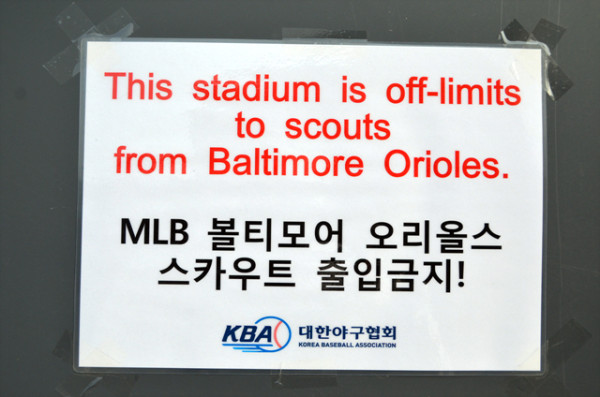 This stadium is off-limits
to scouts
from Baltimore Orioles.
MLB 볼티모어 오리올스
스카우트 출입금지!
KBA 대한야구협회
KOREA BASEBALL ASSOCIATION